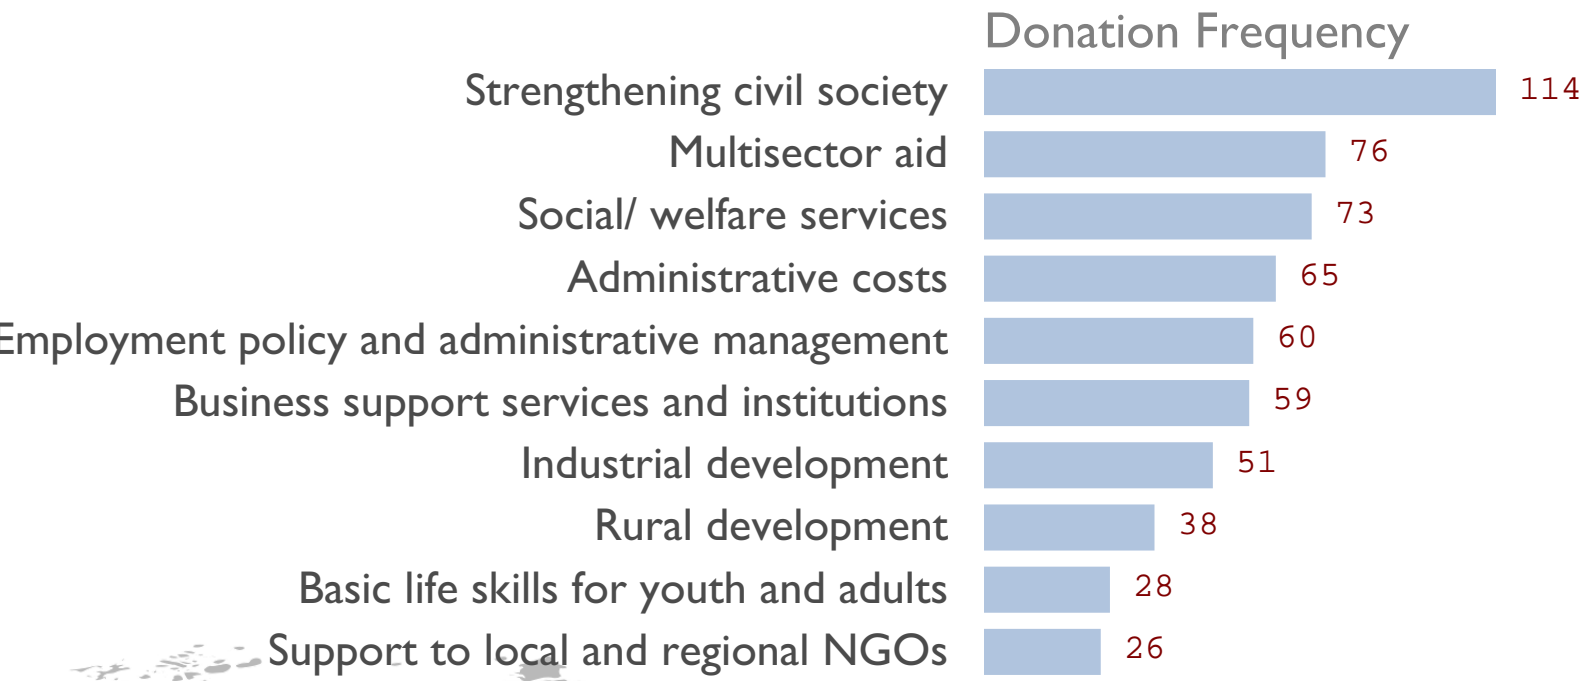 Donation Frequency
Strengthening civil society 114
Multisector aid 76
Social/ welfare services 73
Administrative costs 65
Employment policy and administrative management 60
Business support services and institutions 59
Industrial development 51
Rural development 38
Basic life skills for youth and adults 28
Support to local and regional NGOs 26